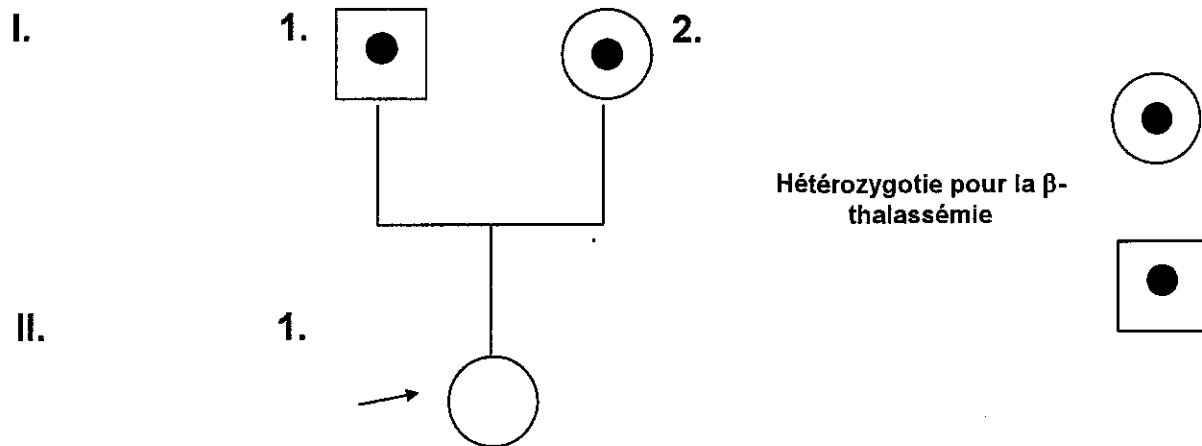 I. 1. 2.
Hétérozygotie pour la β-
thalassémie
II. 1.